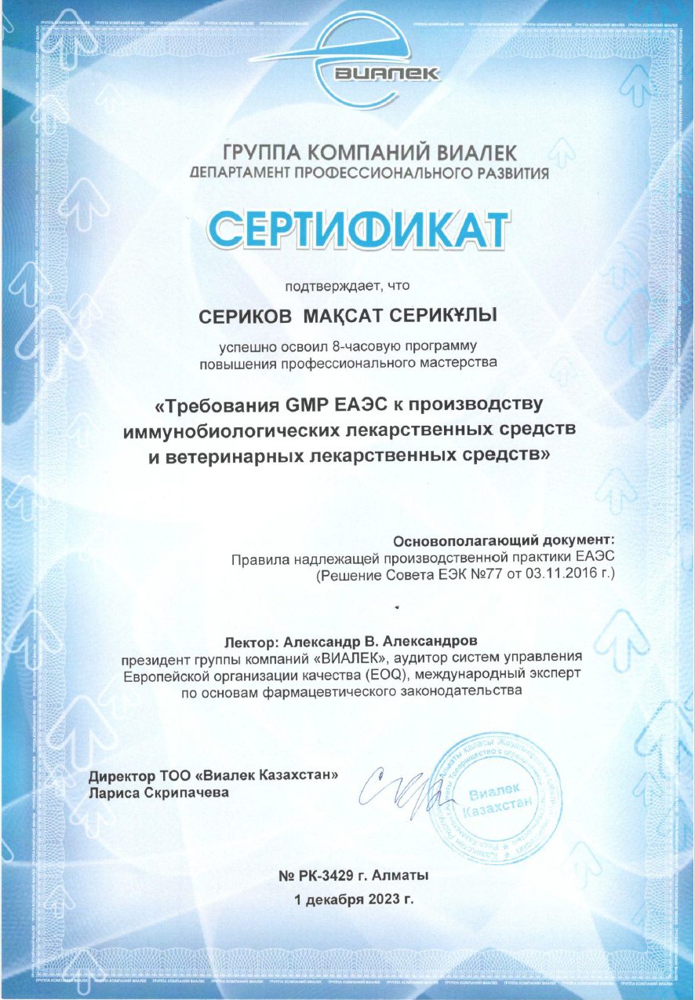 ВИАЛЕК
ГРУППА КОМПАНИЙ ВИАЛЕК
ДЕПАРТАМЕНТ ПРОФЕССИОНАЛЬНОГО РАЗВИТИЯ
СЕРТИФИКАТ
подтверждает, что
СЕРИКОВ МАҚСАТ СЕРИКҰЛЫ
успешно освоил 8-часовую программу
повышения профессионального мастерства
«Требования GMP ЕАЭС к производству
иммунобиологических лекарственных средств
и ветеринарных лекарственных средств»
Основополагающий документ:
Правила надлежащей производственной практики ЕАЭС
(Решение Совета ЕЭК №77 от 03.11.2016 г.)
Лектор: Александр В. Александров
президент группы компаний «ВИАЛЕК», аудитор систем управления
Европейской организации качества (EOQ), международный эксперт
по основам фармацевтического законодательства
Директор ТОО «Виалек Казахстан»
Лариса Скрипачева
Виалек
Казахстан
№ РК-3429 г. Алматы
1 декабря 2023 г.